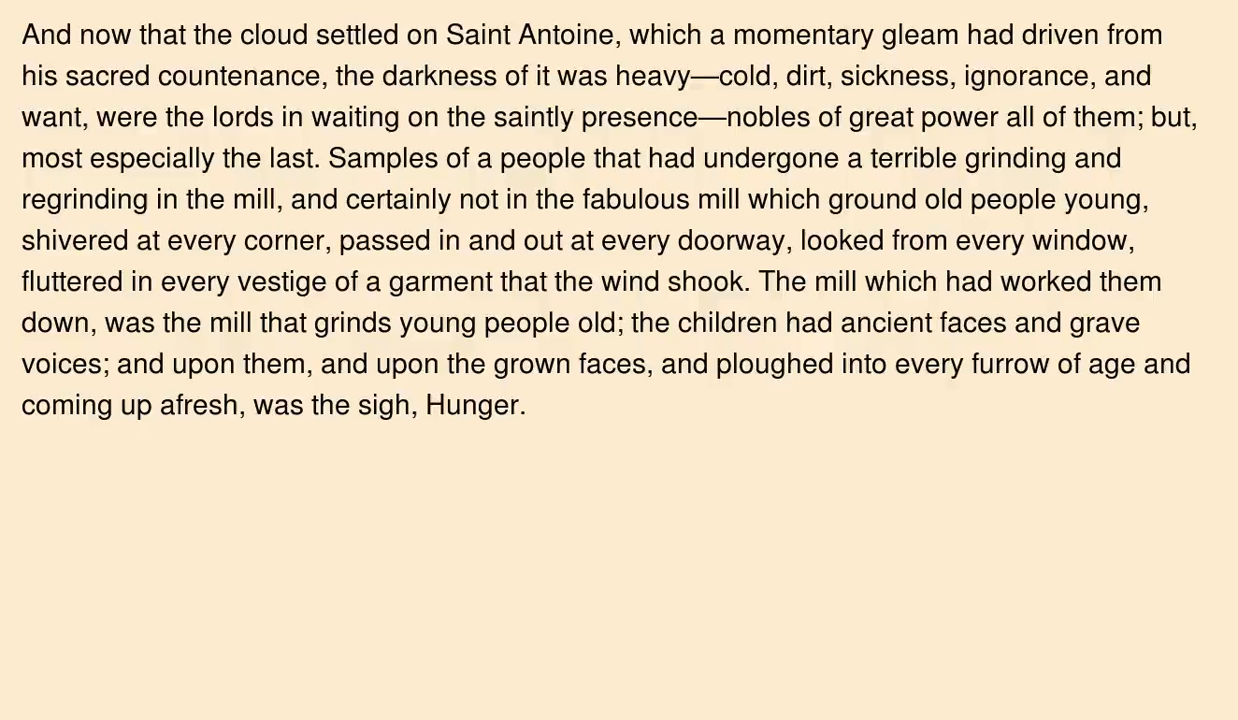 And now that the cloud settled on Saint Antoine, which a momentary gleam had driven from
his sacred countenance, the darkness of it was heavy—cold, dirt, sickness, ignorance, and
want, were the lords in waiting on the saintly presence—nobles of great power all of them; but,
most especially the last. Samples of a people that had undergone a terrible grinding and
regrinding in the mill, and certainly not in the fabulous mill which ground old people young,
shivered at every corner, passed in and out at every doorway, looked from every window,
fluttered in every vestige of a garment that the wind shook. The mill which had worked them
down, was the mill that grinds young people old; the children had ancient faces and grave
voices; and upon them, and upon the grown faces, and ploughed into every furrow of age and
coming up afresh, was the sigh, Hunger.